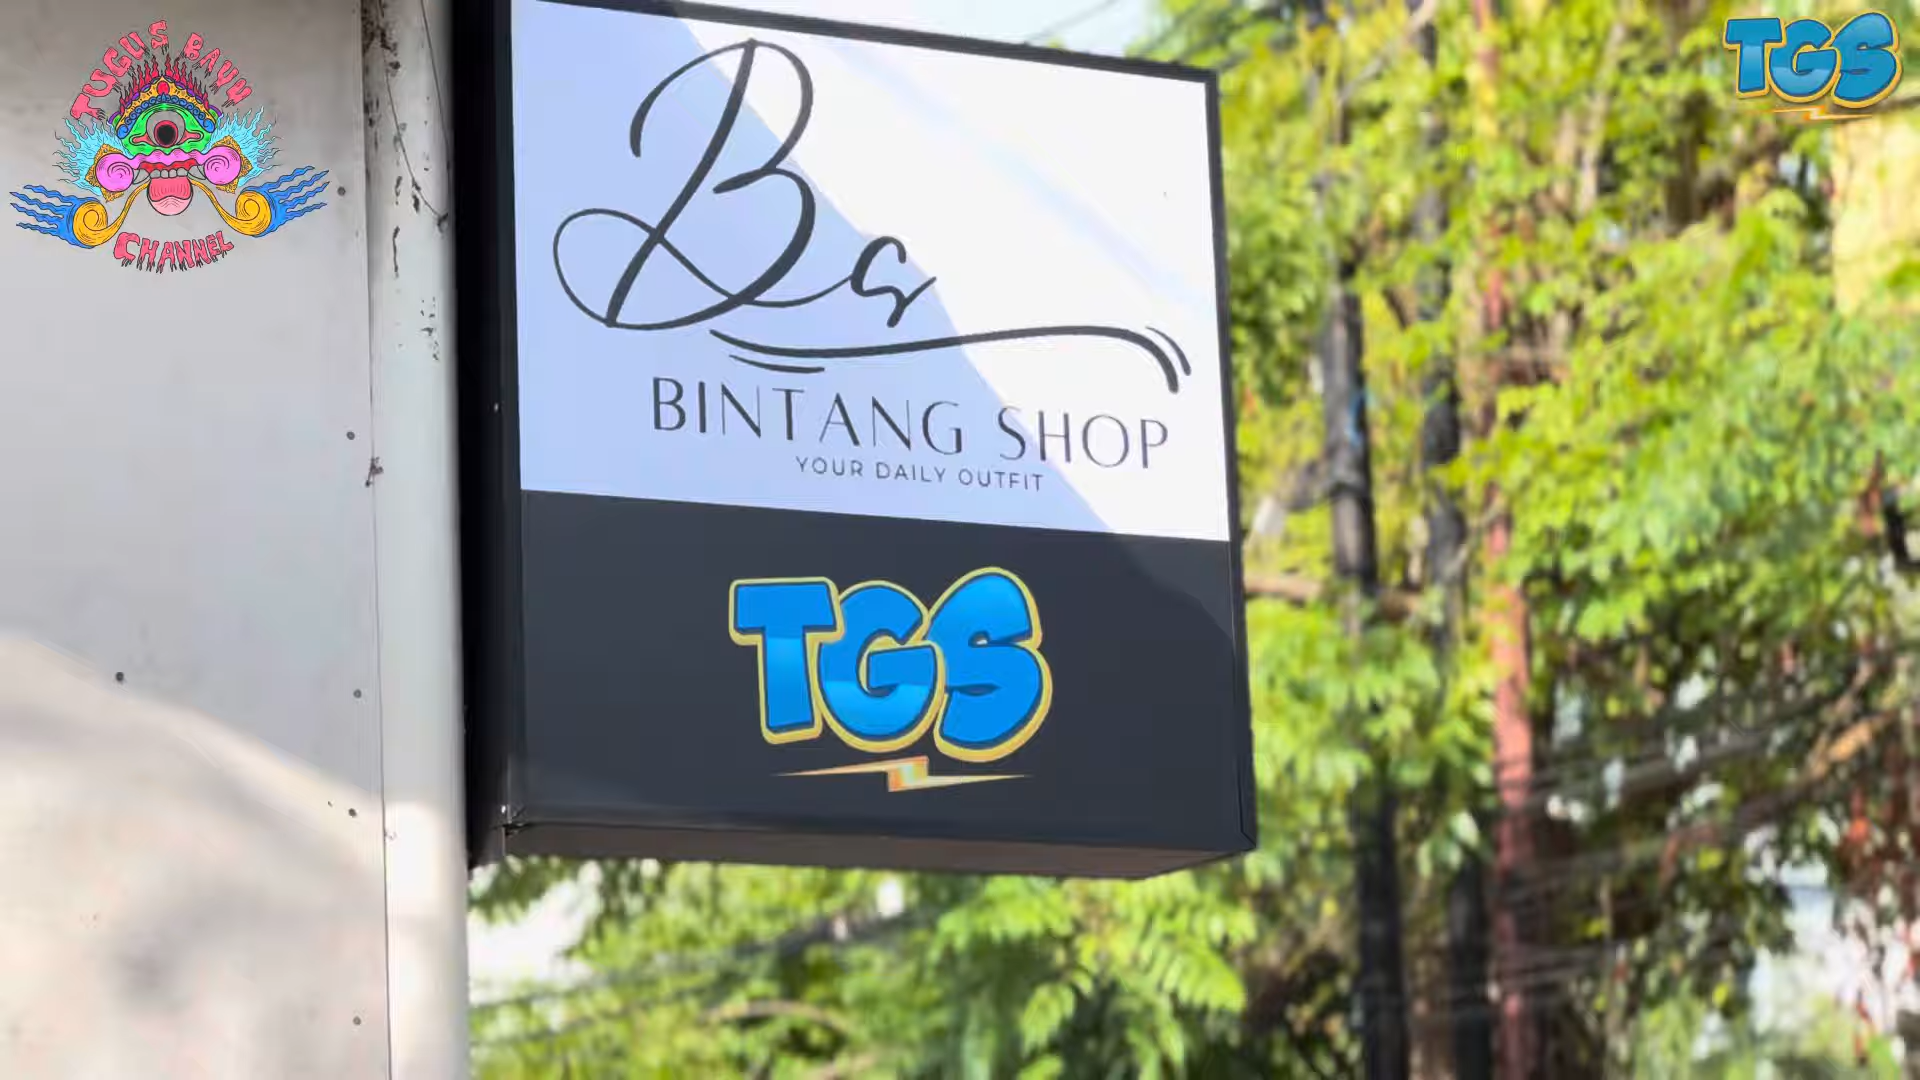 TUGUS BAYU
CHANNEL
TGS
Bs
BINTANG SHOP
YOUR DAILY OUTFIT
TGS